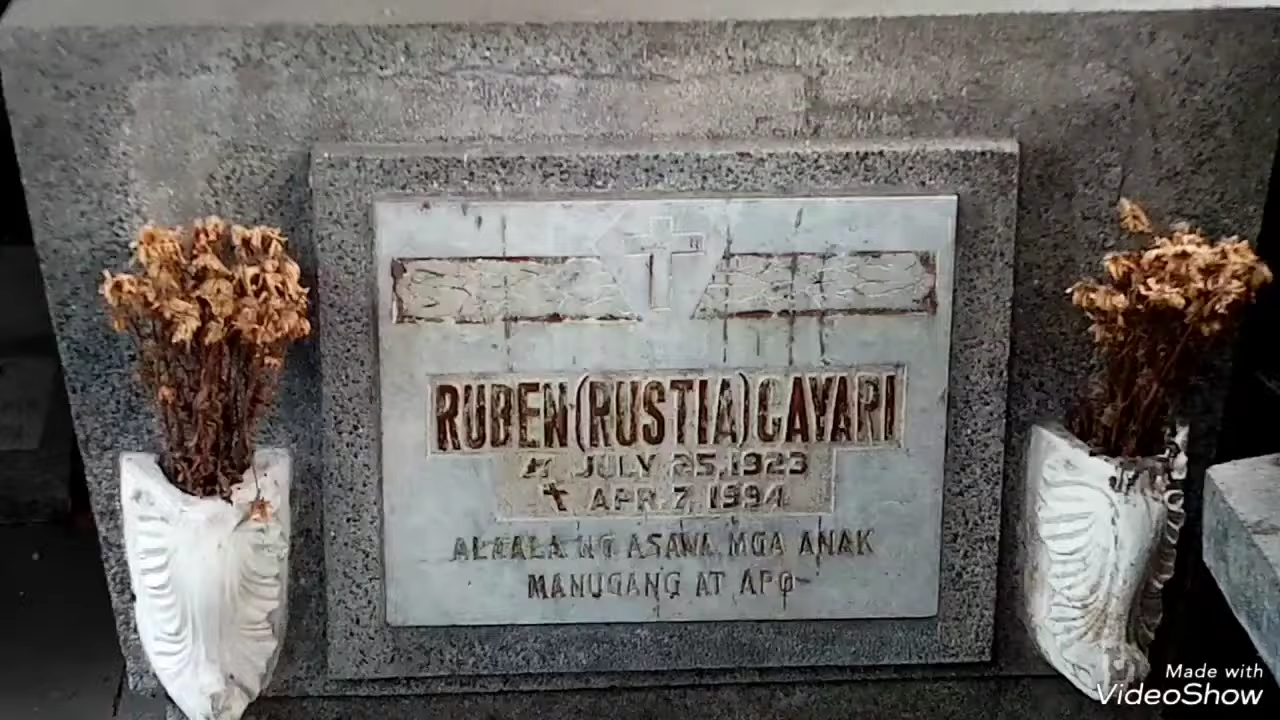 RUBEN (RUSTIA) GAYARI
JULY 25, 1923
APR. 7, 1994
ALAALA NG ASAWA, MGA ANAK
MANUGANG AT APO
Made with
VideoShow